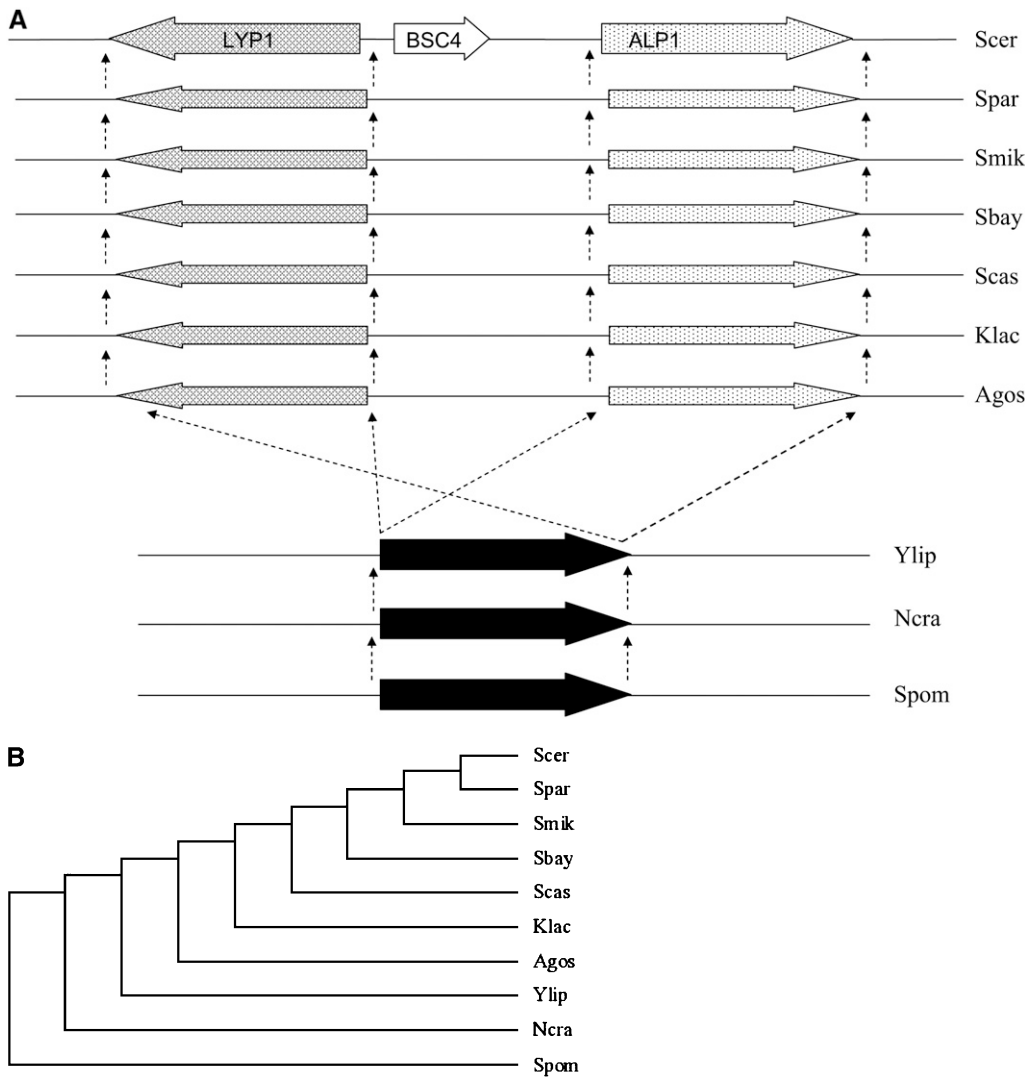 A
LYP1 BSC4 ALP1 Scer
Spar
Smik
Sbay
Scas
Klac
Agos
Ylip
Ncra
Spom
B
Scer
Spar
Smik
Sbay
Scas
Klac
Agos
Ylip
Ncra
Spom